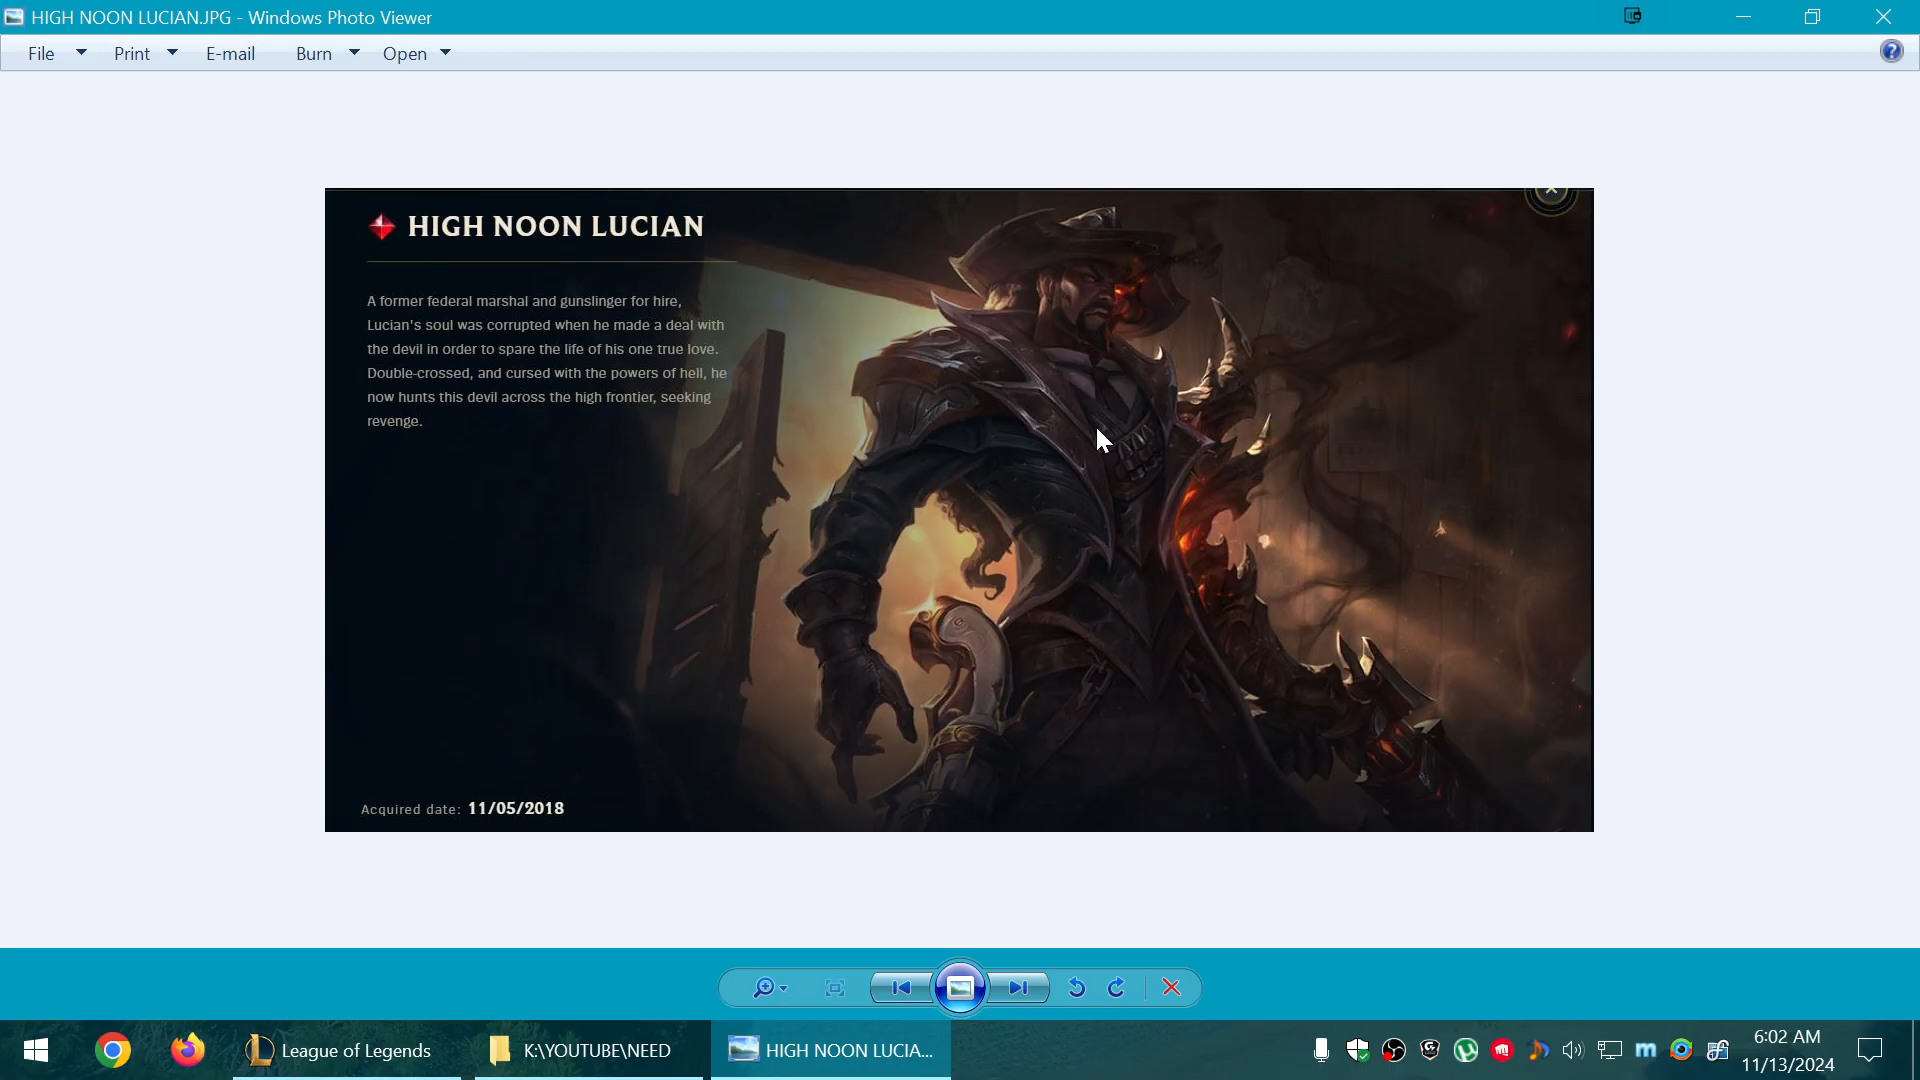 HIGH NOON LUCIAN.JPG - Windows Photo Viewer
File Print E-mail Burn Open
HIGH NOON LUCIAN
A former federal marshal and gunslinger for hire,
Lucian's soul was corrupted when he made a deal with
the devil in order to spare the life of his one true love.
Double-crossed, and cursed with the powers of hell, he
now hunts this devil across the high frontier, seeking
revenge.
Acquired date: 11/05/2018
League of Legends K:\YOUTUBE\NEED HIGH NOON LUCIA... 6:02 AM
11/13/2024